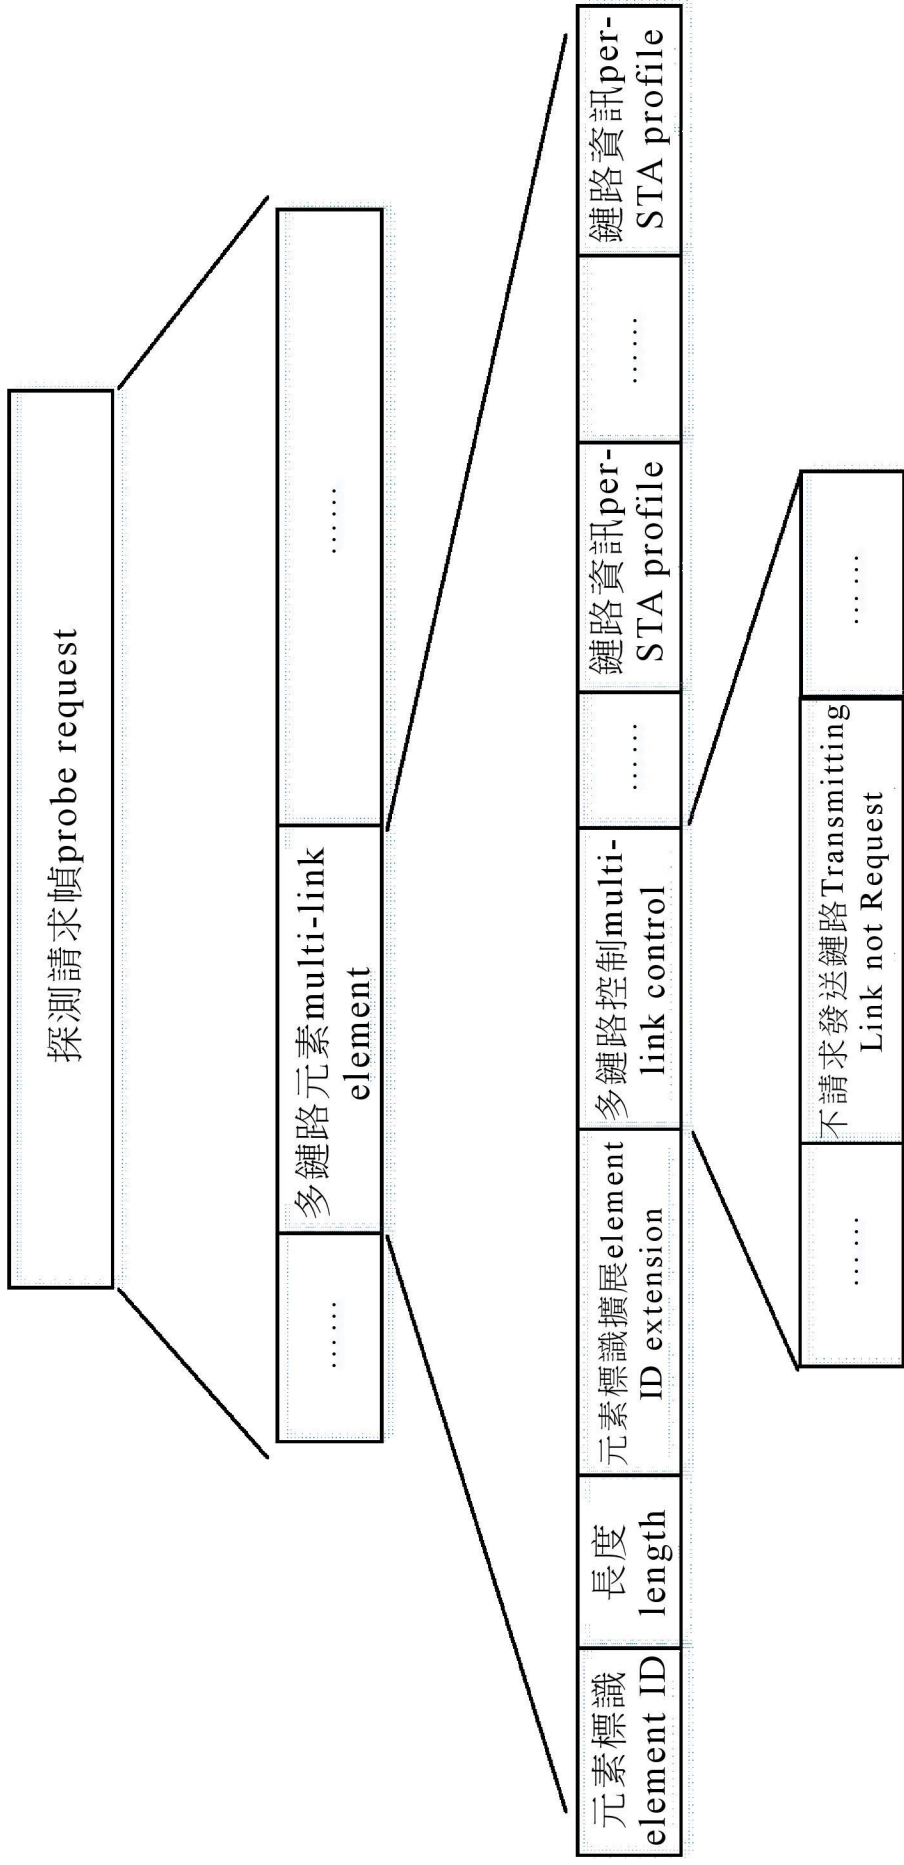 探測請求幀probe request
……
多鏈路元素multi-link
element
……
元素標識
element ID
長度
length
元素標識擴展element
ID extension
多鏈路控制multi-
link control
……
鏈路資訊per-
STA profile
……
鏈路資訊per-
STA profile
……
不請求發送鏈路Transmitting
Link not Request
……